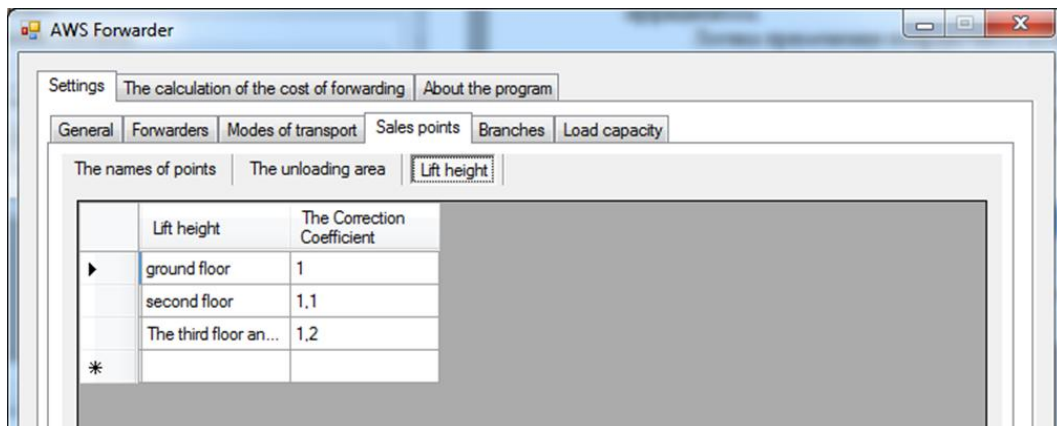 AWS Forwarder
Settings The calculation of the cost of forwarding About the program
General Forwarders Modes of transport Sales points Branches Load capacity
The names of points The unloading area Lift height
Lift height The Correction
Coefficient
ground floor 1
second floor 1,1
The third floor an... 1,2